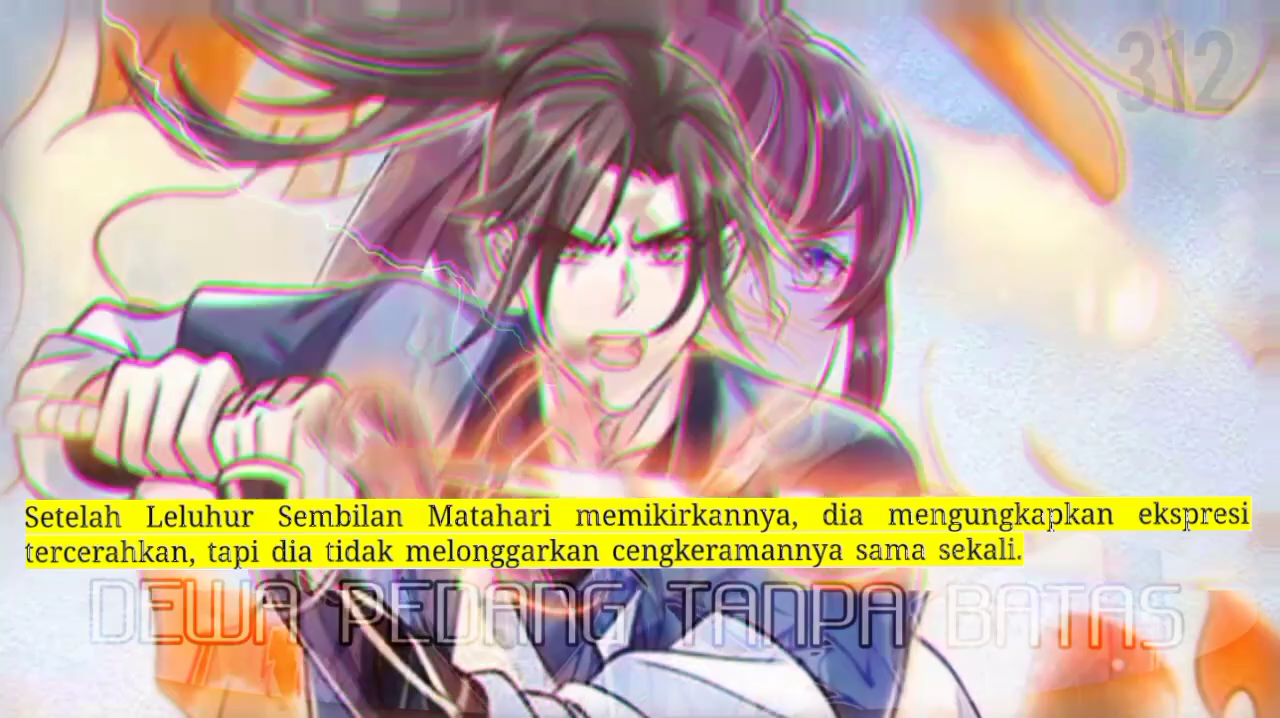 312
Setelah Leluhur Sembilan Matahari memikirkannya, dia mengungkapkan ekspresi
tercerahkan, tapi dia tidak melonggarkan cengkeramannya sama sekali.
DEWA PEDANG TANPA BATAS